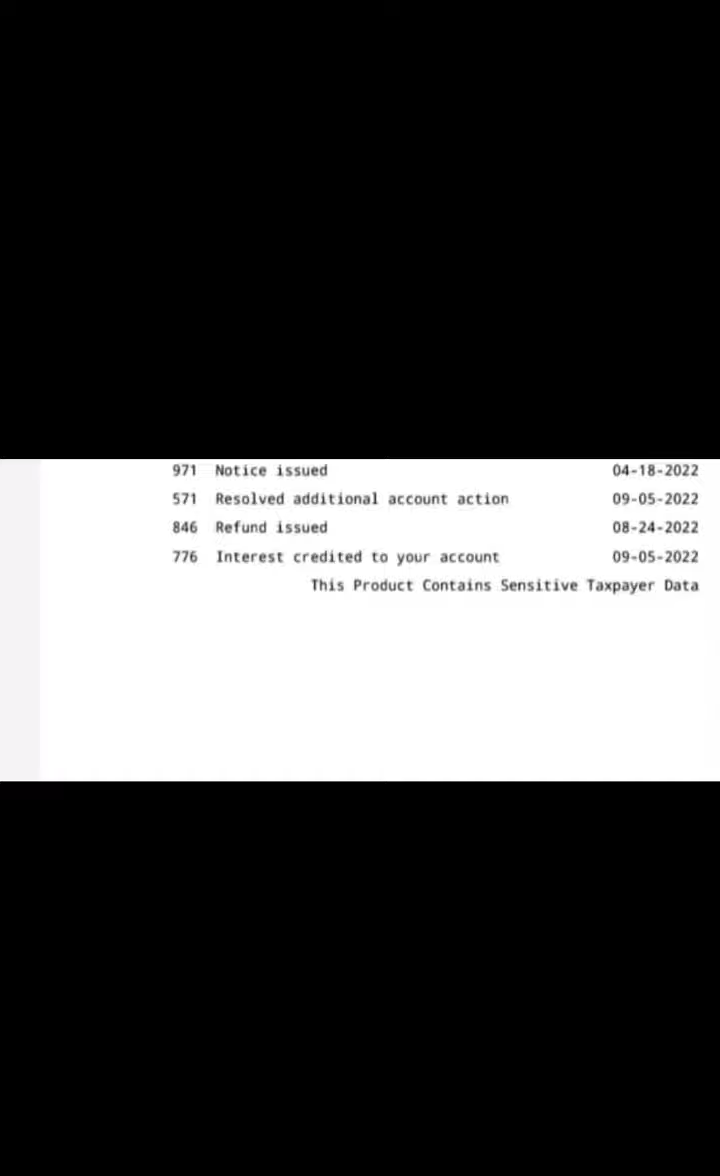 971 Notice issued 04-18-2022
571 Resolved additional account action 09-05-2022
846 Refund issued 08-24-2022
776 Interest credited to your account 09-05-2022
This Product Contains Sensitive Taxpayer Data